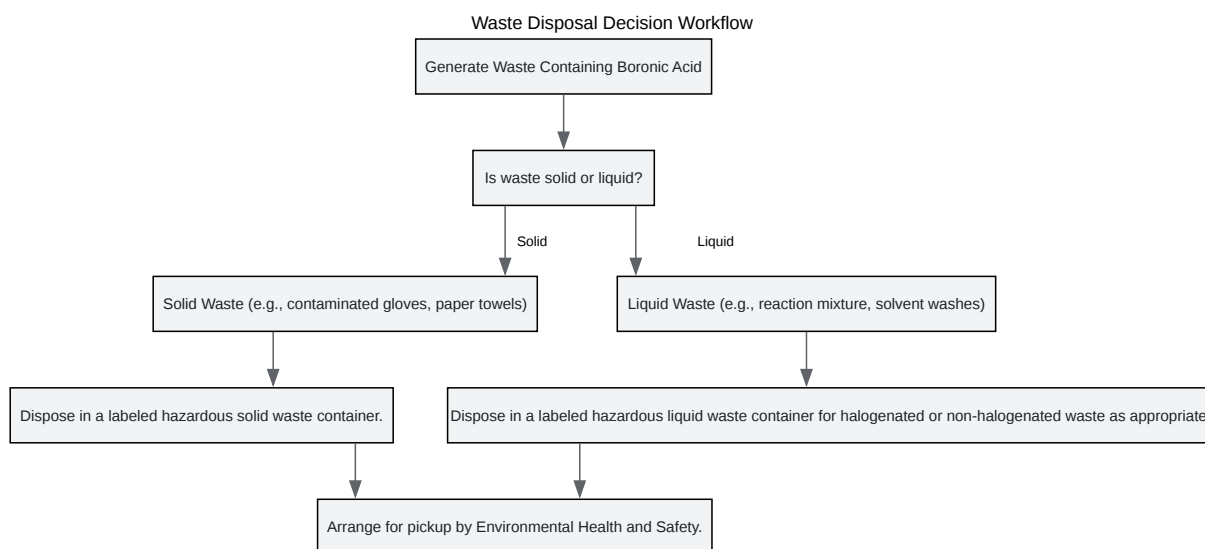 Waste Disposal Decision Workflow
Generate Waste Containing Boronic Acid
Is waste solid or liquid?
Solid
Liquid
Solid Waste (e.g., contaminated gloves, paper towels)
Liquid Waste (e.g., reaction mixture, solvent washes)
Dispose in a labeled hazardous solid waste container.
Dispose in a labeled hazardous liquid waste container for halogenated or non-halogenated waste as appropriate
Arrange for pickup by Environmental Health and Safety.